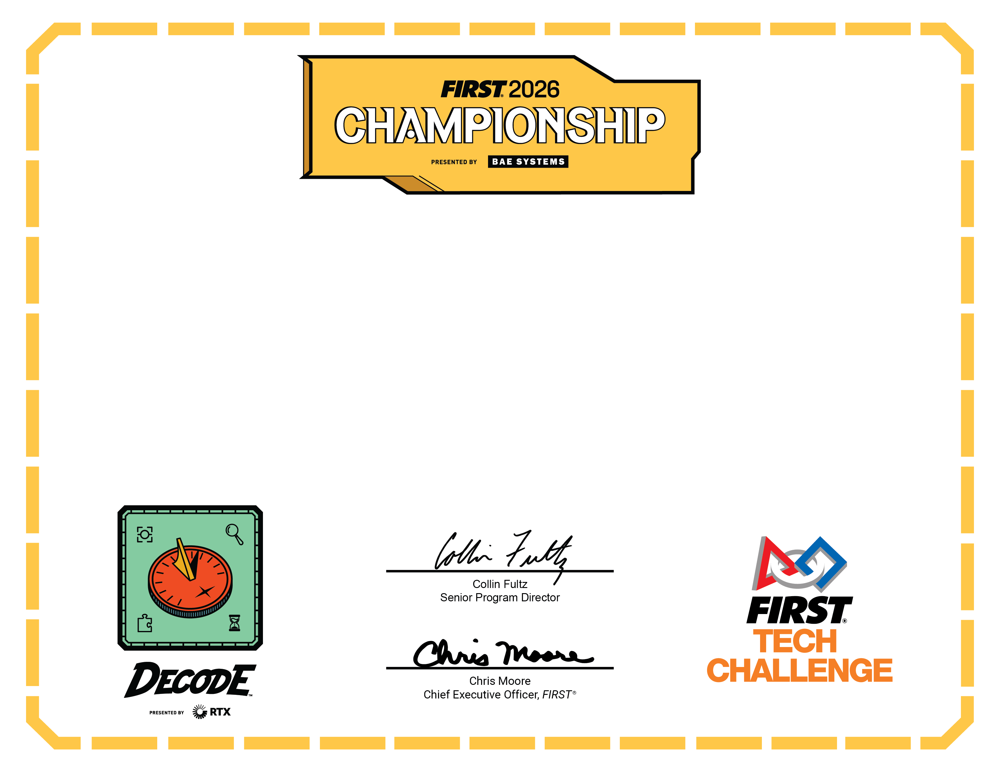 FIRST® 2026
CHAMPIONSHIP
PRESENTED BY BAE SYSTEMS
Collin Fultz
Collin Fultz
Senior Program Director
Chris Moore
Chris Moore
Chief Executive Officer, FIRST®
DECODE™
PRESENTED BY RTX
FIRST®
TECH
CHALLENGE